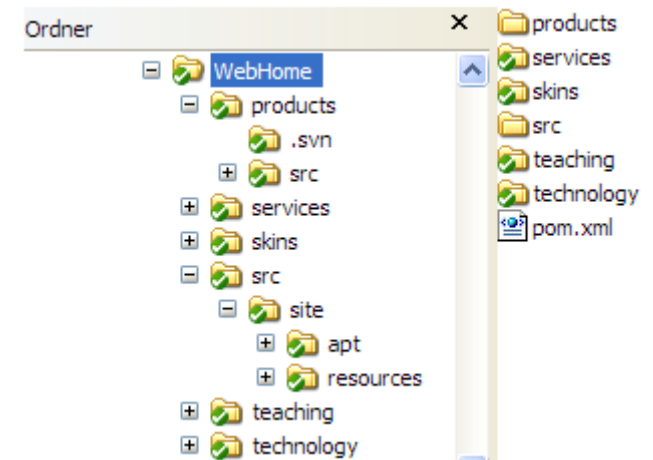 Ordner
WebHome
products
.svn
src
services
skins
src
site
apt
resources
teaching
technology
products
services
skins
src
teaching
technology
pom.xml